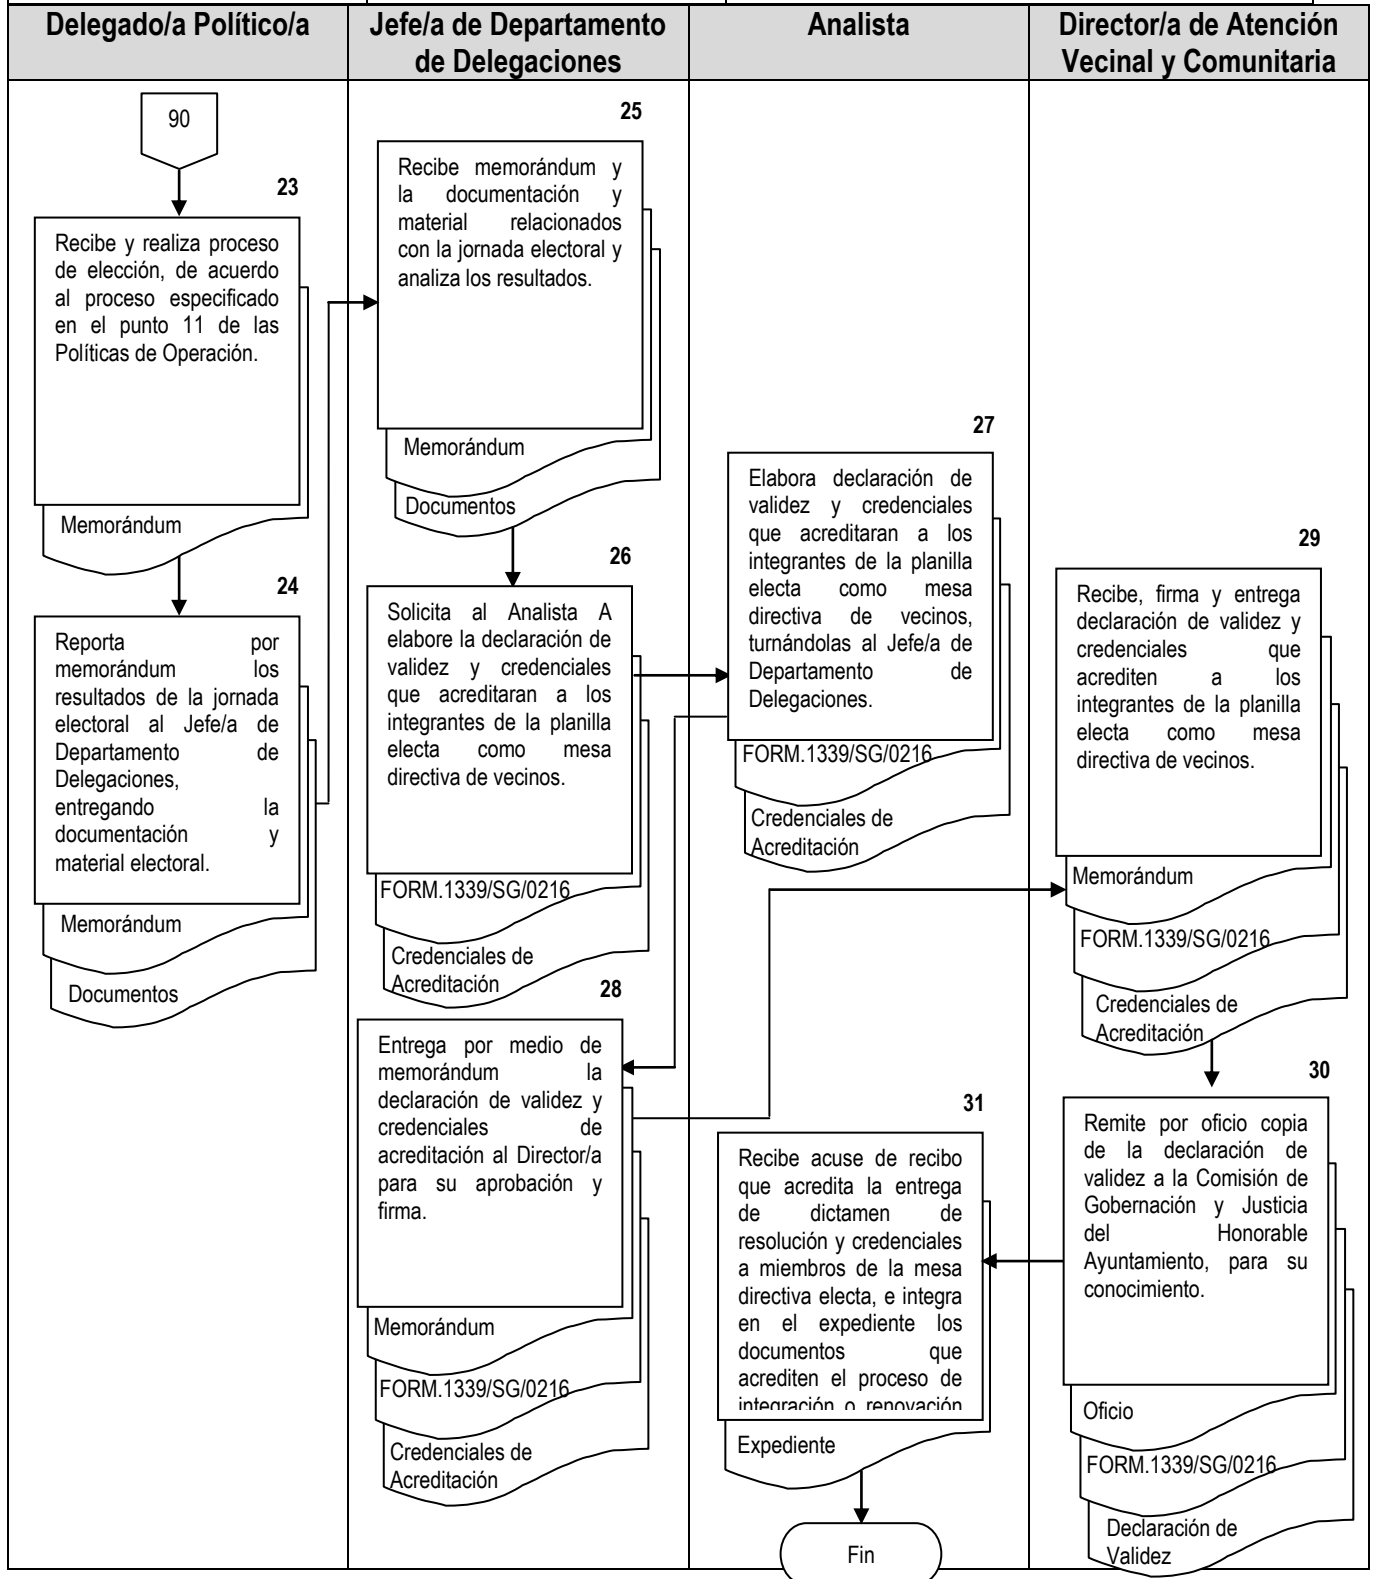 Delegado/a Político/a
Jefe/a de Departamento
de Delegaciones
Analista
Director/a de Atención
Vecinal y Comunitaria
90
23
Recibe y realiza proceso
de elección, de acuerdo
al proceso especificado
en el punto 11 de las
Políticas de Operación.
Memorándum
24
Reporta por
memorándum los
resultados de la jornada
electoral al Jefe/a de
Departamento de
Delegaciones,
entregando la
documentación y
material electoral.
Memorándum
Documentos
25
Recibe memorándum y
la documentación y
material relacionados
con la jornada electoral y
analiza los resultados.
Memorándum
Documentos
26
Solicita al Analista A
elabore la declaración de
validez y credenciales
que acreditaran a los
integrantes de la planilla
electa como mesa
directiva de vecinos.
FORM.1339/SG/0216
Credenciales de
Acreditación
27
Elabora declaración de
validez y credenciales
que acreditaran a los
integrantes de la planilla
electa como mesa
directiva de vecinos,
turnándolas al Jefe/a de
Departamento de
Delegaciones.
FORM.1339/SG/0216
Credenciales de
Acreditación
28
Entrega por medio de
memorándum la
declaración de validez y
credenciales de
acreditación al Director/a
para su aprobación y
firma.
Memorándum
FORM.1339/SG/0216
Credenciales de
Acreditación
29
Recibe, firma y entrega
declaración de validez y
credenciales que
acrediten a los
integrantes de la planilla
electa como mesa
directiva de vecinos.
Memorándum
FORM.1339/SG/0216
Credenciales de
Acreditación
30
Remite por oficio copia
de la declaración de
validez a la Comisión de
Gobernación y Justicia
del Honorable
Ayuntamiento, para su
conocimiento.
Oficio
FORM.1339/SG/0216
Declaración de
Validez
31
Recibe acuse de recibo
que acredita la entrega
de dictamen de
resolución y credenciales
a miembros de la mesa
directiva electa, e integra
en el expediente los
documentos que
acrediten el proceso de
integración o renovación
Expediente
Fin